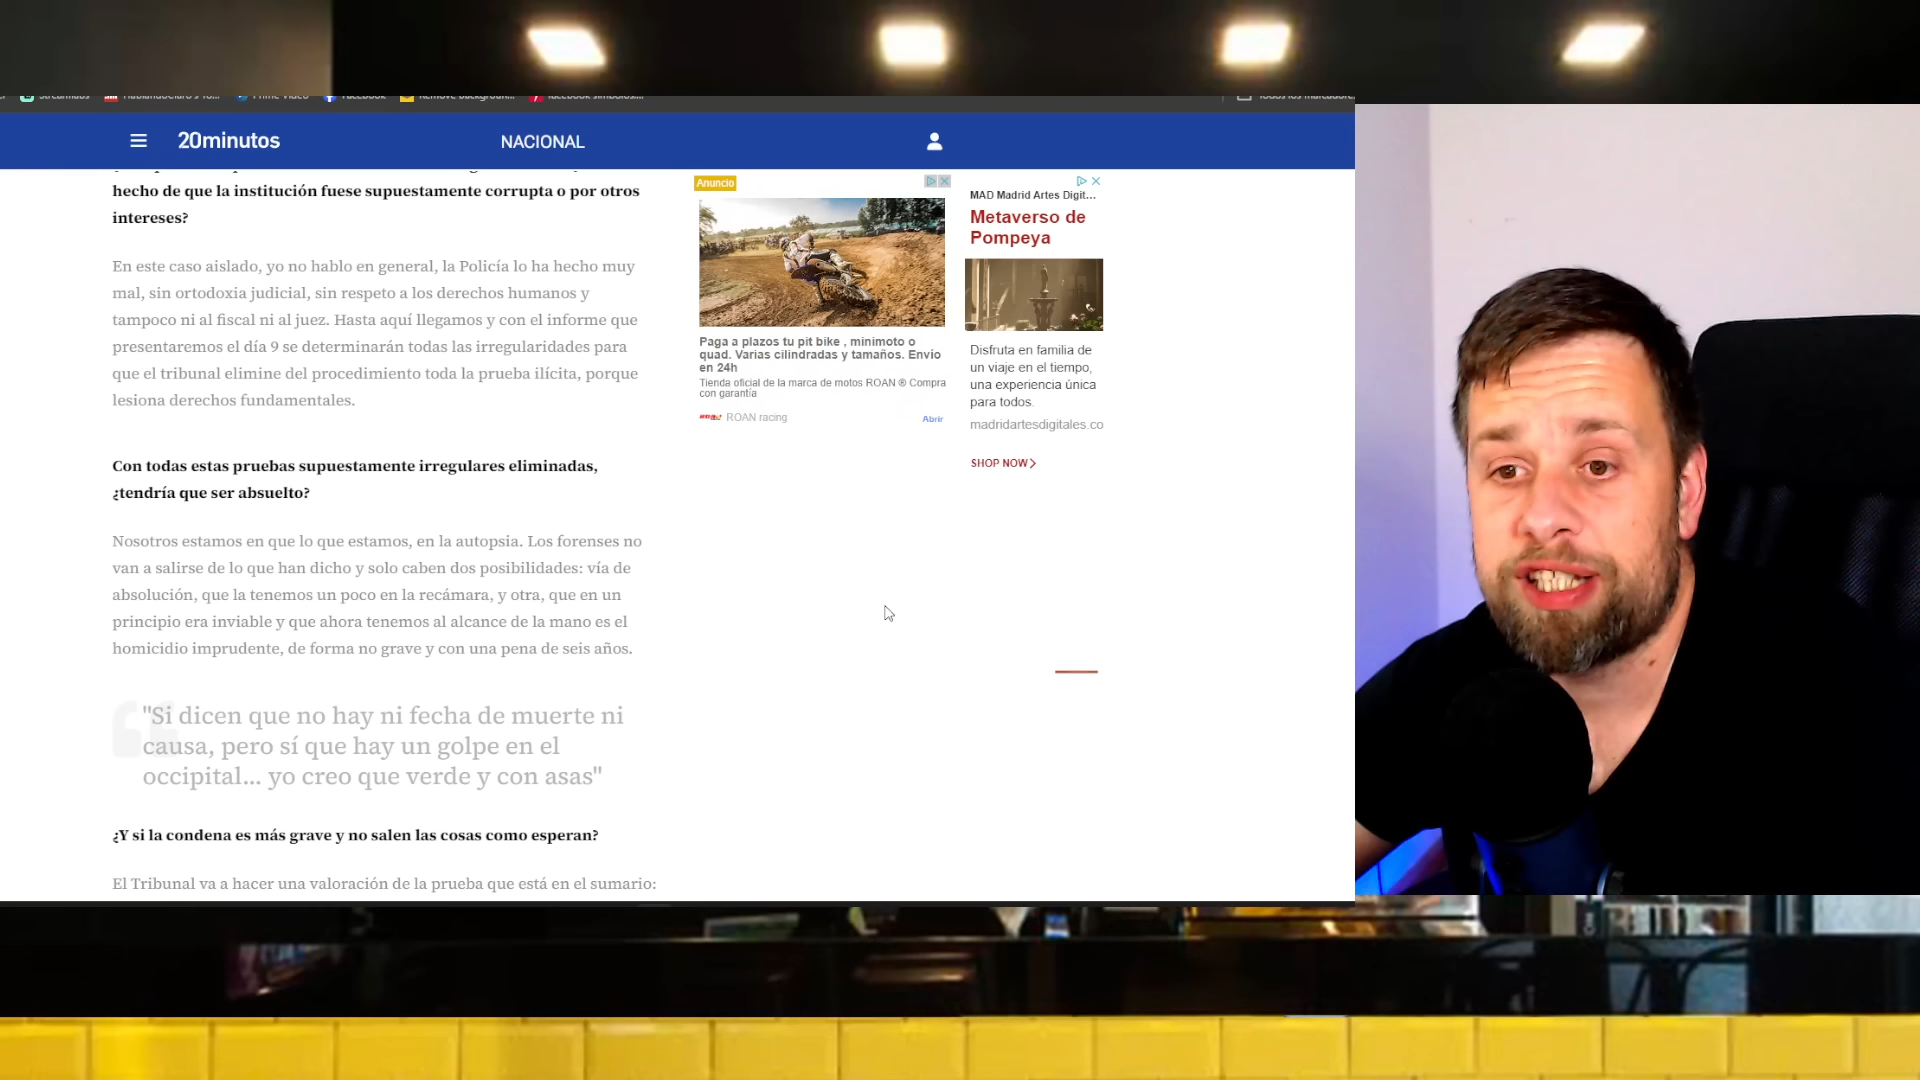 Streamlabs
Prime Video
Facebook
Remove Backgroun...
facebook simbolos:...
Todos los marcadore
20minutos
NACIONAL
hecho de que la institución fuese supuestamente corrupta o por otros
intereses?
En este caso aislado, yo no hablo en general, la Policía lo ha hecho muy
mal, sin ortodoxia judicial, sin respeto a los derechos humanos y
tampoco ni al fiscal ni al juez. Hasta aquí llegamos y con el informe que
presentaremos el día 9 se determinarán todas las irregularidades para
que el tribunal elimine del procedimiento toda la prueba ilícita, porque
lesiona derechos fundamentales.
Con todas estas pruebas supuestamente irregulares eliminadas,
¿tendría que ser absuelto?
Nosotros estamos en que lo que estamos, en la autopsia. Los forenses no
van a salirse de lo que han dicho y solo caben dos posibilidades: vía de
absolución, que la tenemos un poco en la recámara, y otra, que en un
principio era inviable y que ahora tenemos al alcance de la mano es el
homicidio imprudente, de forma no grave y con una pena de seis años.
"Si dicen que no hay ni fecha de muerte ni
causa, pero sí que hay un golpe en el
occipital... yo creo que verde y con asas"
¿Y si la condena es más grave y no salen las cosas como esperan?
El Tribunal va a hacer una valoración de la prueba que está en el sumario:
Anuncio
Paga a plazos tu pit bike , minimoto o
quad. Varias cilindradas y tamaños. Envío
en 24h
Tienda oficial de la marca de motos ROAN ® Compra
con garantía
ROAN racing
Abrir
MAD Madrid Artes Digit...
Metaverso de
Pompeya
Disfruta en familia de
un viaje en el tiempo,
una experiencia única
para todos.
madridartesdigitales.co
SHOP NOW